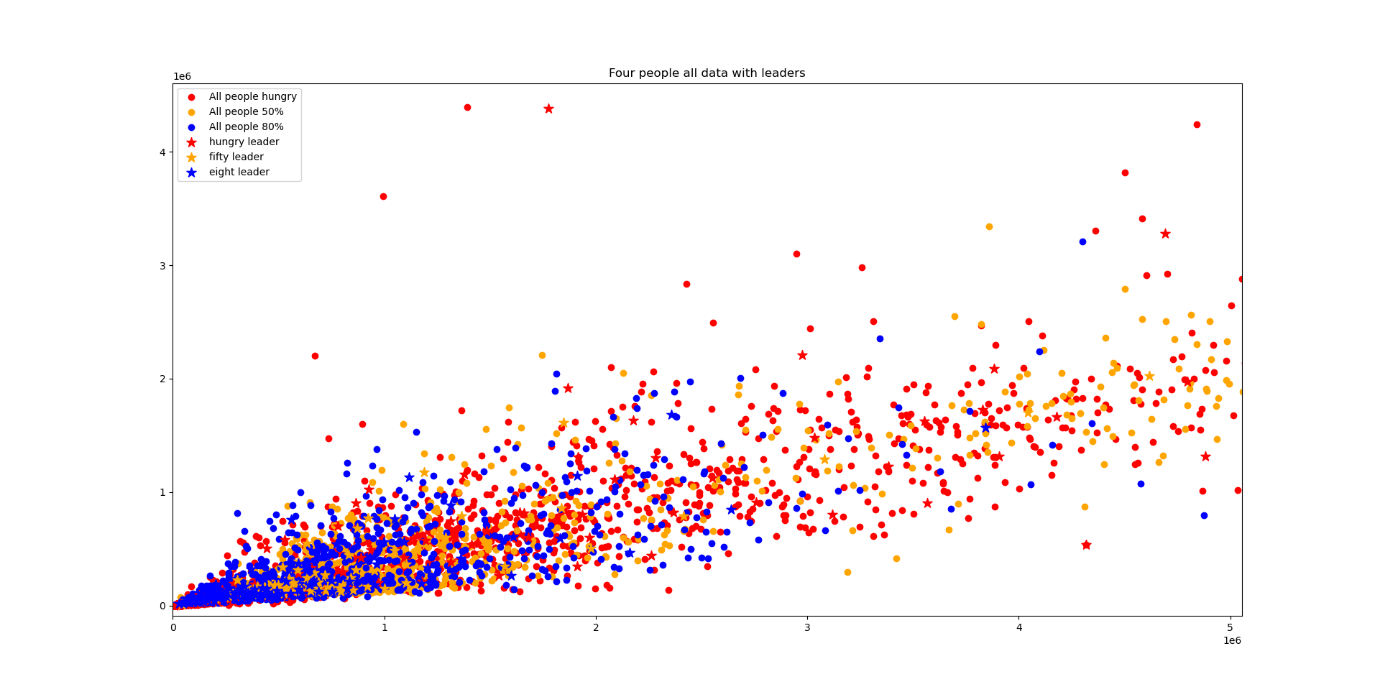 Four people all data with leaders
1e6
All people hungry
All people 50%
All people 80%
hungry leader
fifty leader
eight leader
4
3
2
1
0
0 1 2 3 4 5
1e6